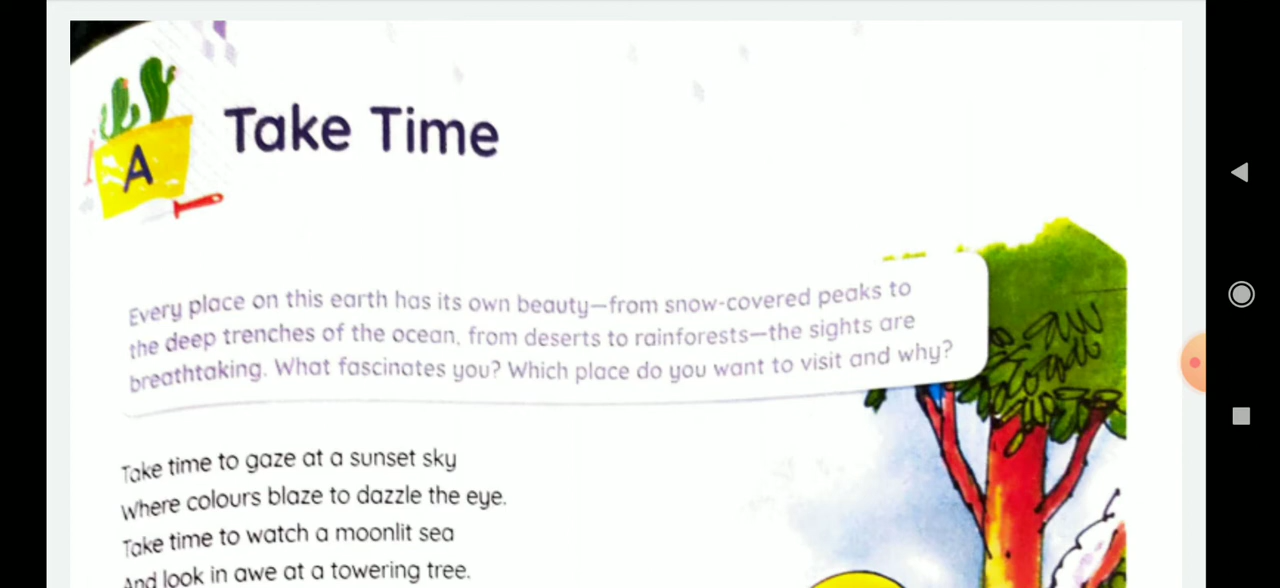 A
Take Time
Every place on this earth has its own beauty—from snow-covered peaks to
the deep trenches of the ocean, from deserts to rainforests—the sights are
breathtaking. What fascinates you? Which place do you want to visit and why?
Take time to gaze at a sunset sky
Where colours blaze to dazzle the eye.
Take time to watch a moonlit sea
And look in awe at a towering tree.